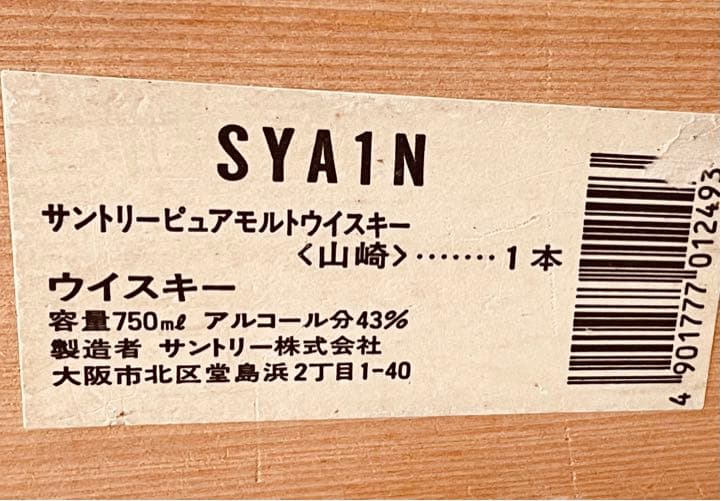 SYA1N
サントリーピュアモルトウイスキー
〈山崎〉‥‥‥‥1本
ウイスキー
容量750mℓ アルコール分43%
製造者 サントリー株式会社
大阪市北区堂島浜2丁目1-40
4 901777 012493